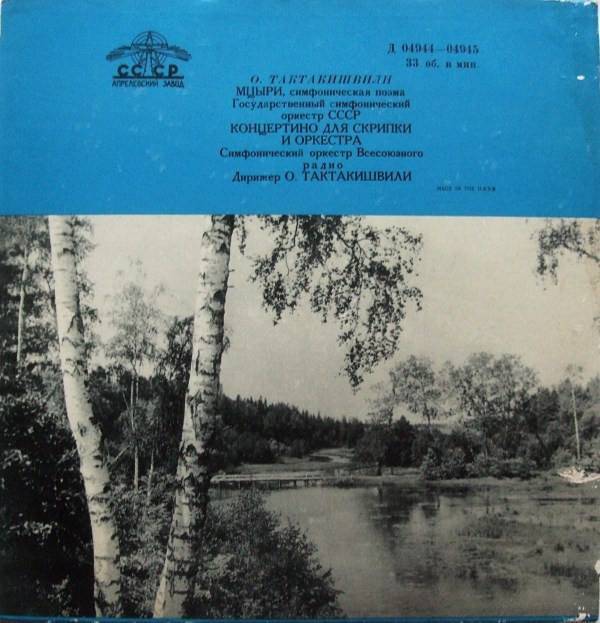 СССР
АПРЕЛЕВСКИЙ ЗАВОД
Д 04944—04945
33 об. в мин.
О. ТАКТАКИШВИЛИ
МЦЫРИ, симфоническая поэма
Государственный симфонический
оркестр СССР
КОНЦЕРТИНО ДЛЯ СКРИПКИ
И ОРКЕСТРА
Симфонический оркестр Всесоюзного
радио
Дирижер О. ТАКТАКИШВИЛИ
MADE IN THE U.S.S.R